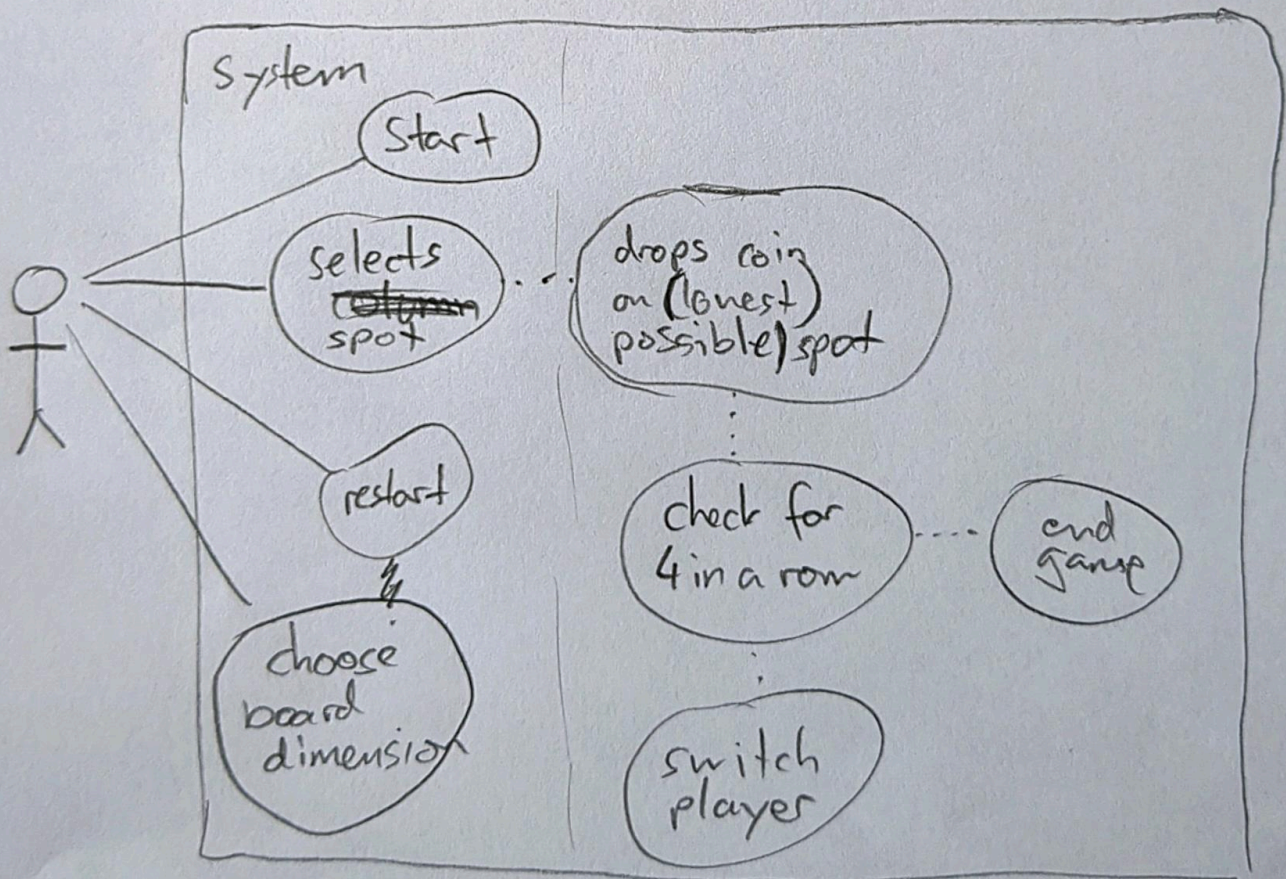 System
Start
selects
spot
drops coin
on (lowest)
possible) spot
restart
check for
4 in a row
end
game
choose
board
dimension
switch
player